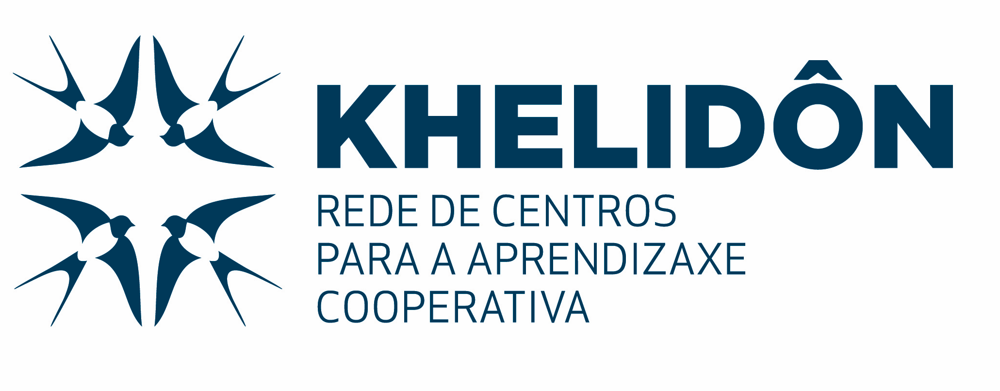 KHELIDÔN
REDE DE CENTROS
PARA A APRENDIZAXE
COOPERATIVA